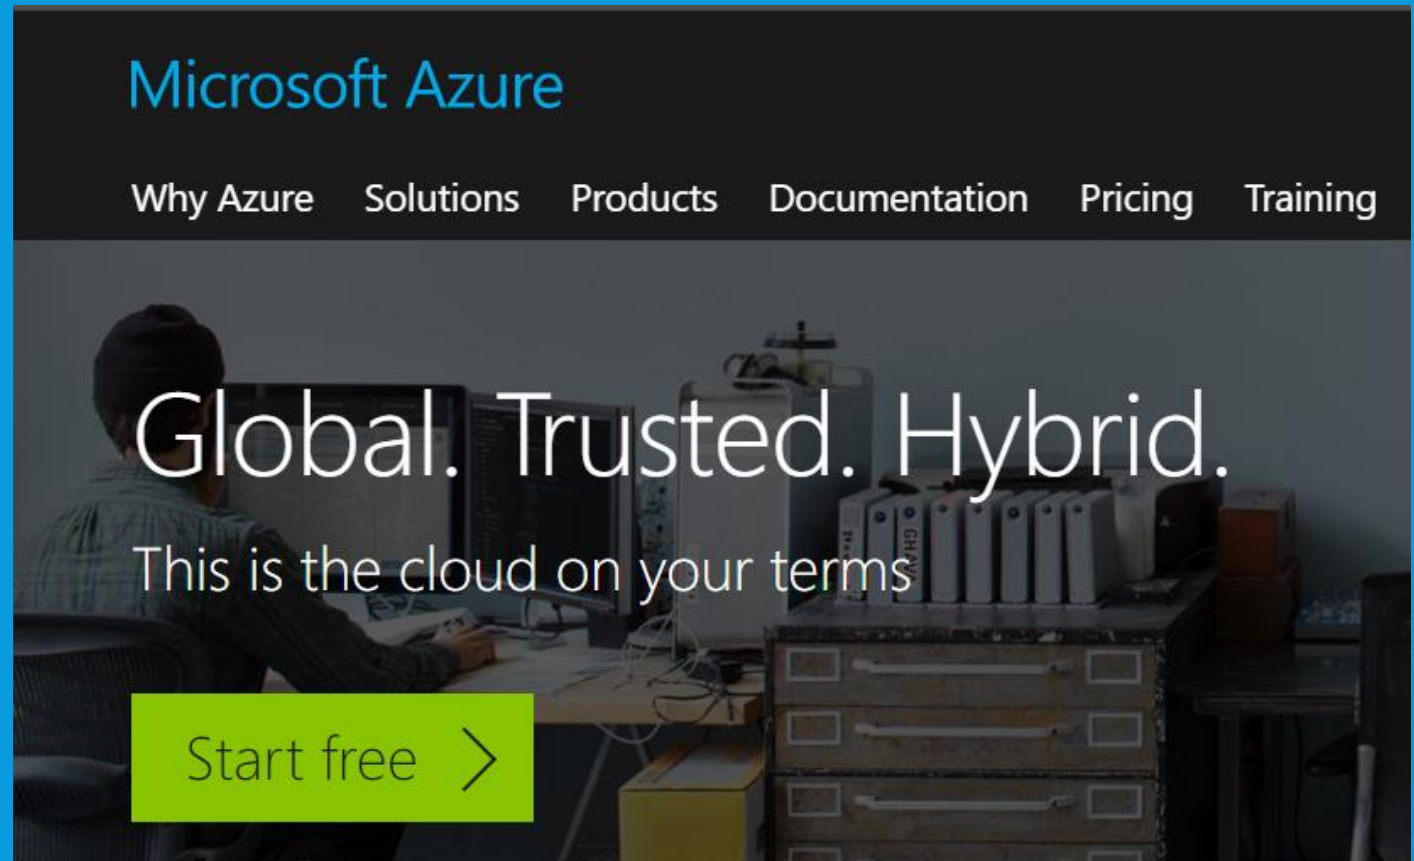 Microsoft Azure
Why Azure Solutions Products Documentation Pricing Training
Global. Trusted. Hybrid.
This is the cloud on your terms
Start free